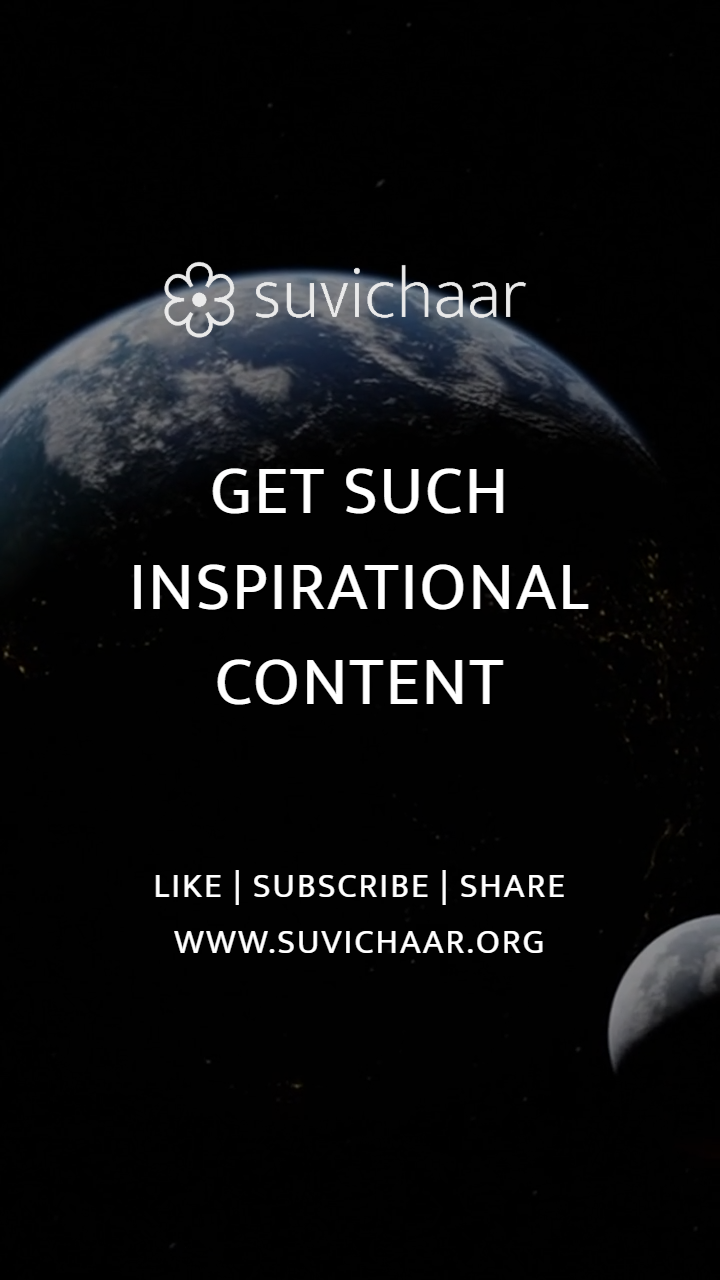 suvichaar
GET SUCH
INSPIRATIONAL
CONTENT
LIKE | SUBSCRIBE | SHARE
WWW.SUVICHAAR.ORG